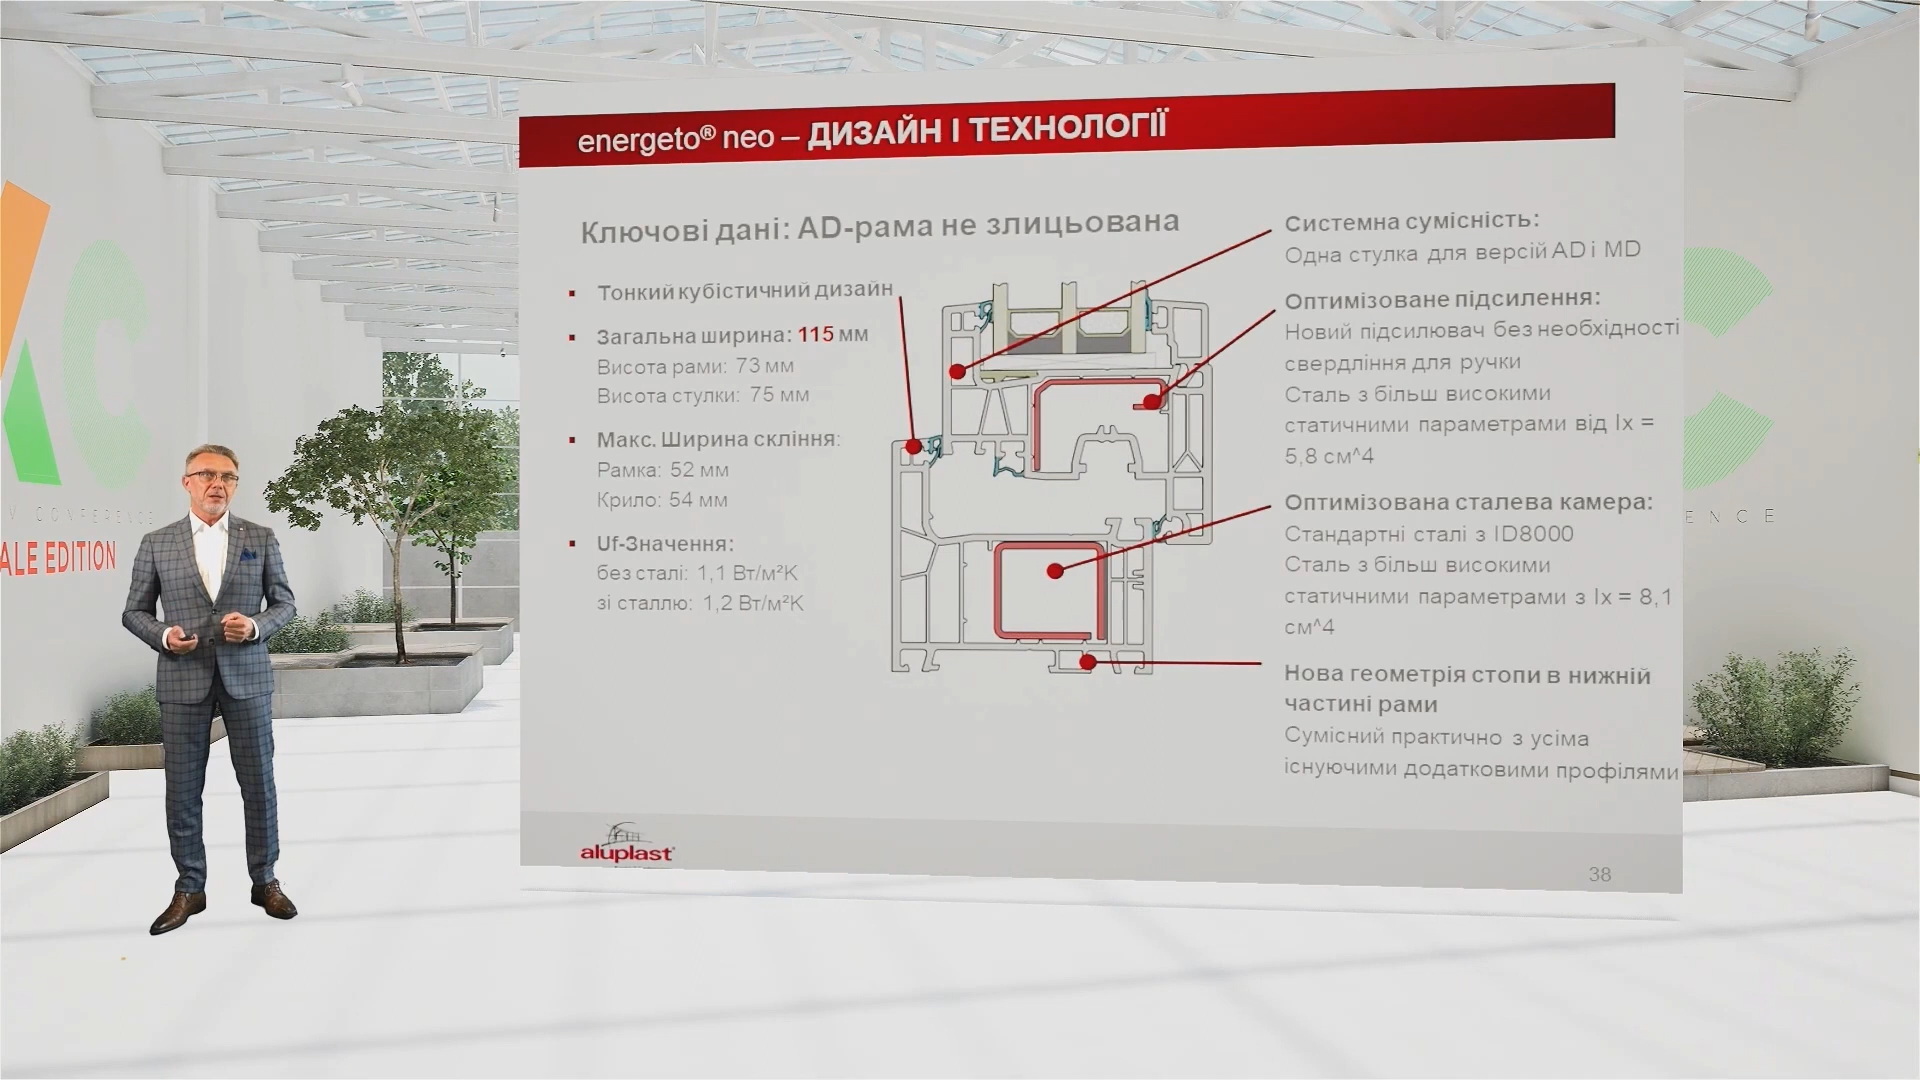 energeto® neo – ДИЗАЙН І ТЕХНОЛОГІЇ
Ключові дані: AD-рама не злицьована
Тонкий кубістичний дизайн
Загальна ширина: 115 мм
Висота рами: 73 мм
Висота стулки: 75 мм
Макс. Ширина скління:
Рамка: 52 мм
Крило: 54 мм
Uf-Значення:
без сталі: 1,1 Вт/м²K
зі сталлю: 1,2 Вт/м²K
Системна сумісність:
Одна стулка для версій AD і MD
Оптимізоване підсилення:
Новий підсилювач без необхідності
свердління для ручки
Сталь з більш високими
статичними параметрами від Ix =
5,8 см^4
Оптимізована сталева камера:
Стандартні сталі з ID8000
Сталь з більш високими
статичними параметрами з Ix = 8,1
см^4
Нова геометрія стопи в нижній
частині рами
Сумісний практично з усіма
існуючими додатковими профілями
aluplast
38
C
CONFERENCE
ALE EDITION
C
ENCE